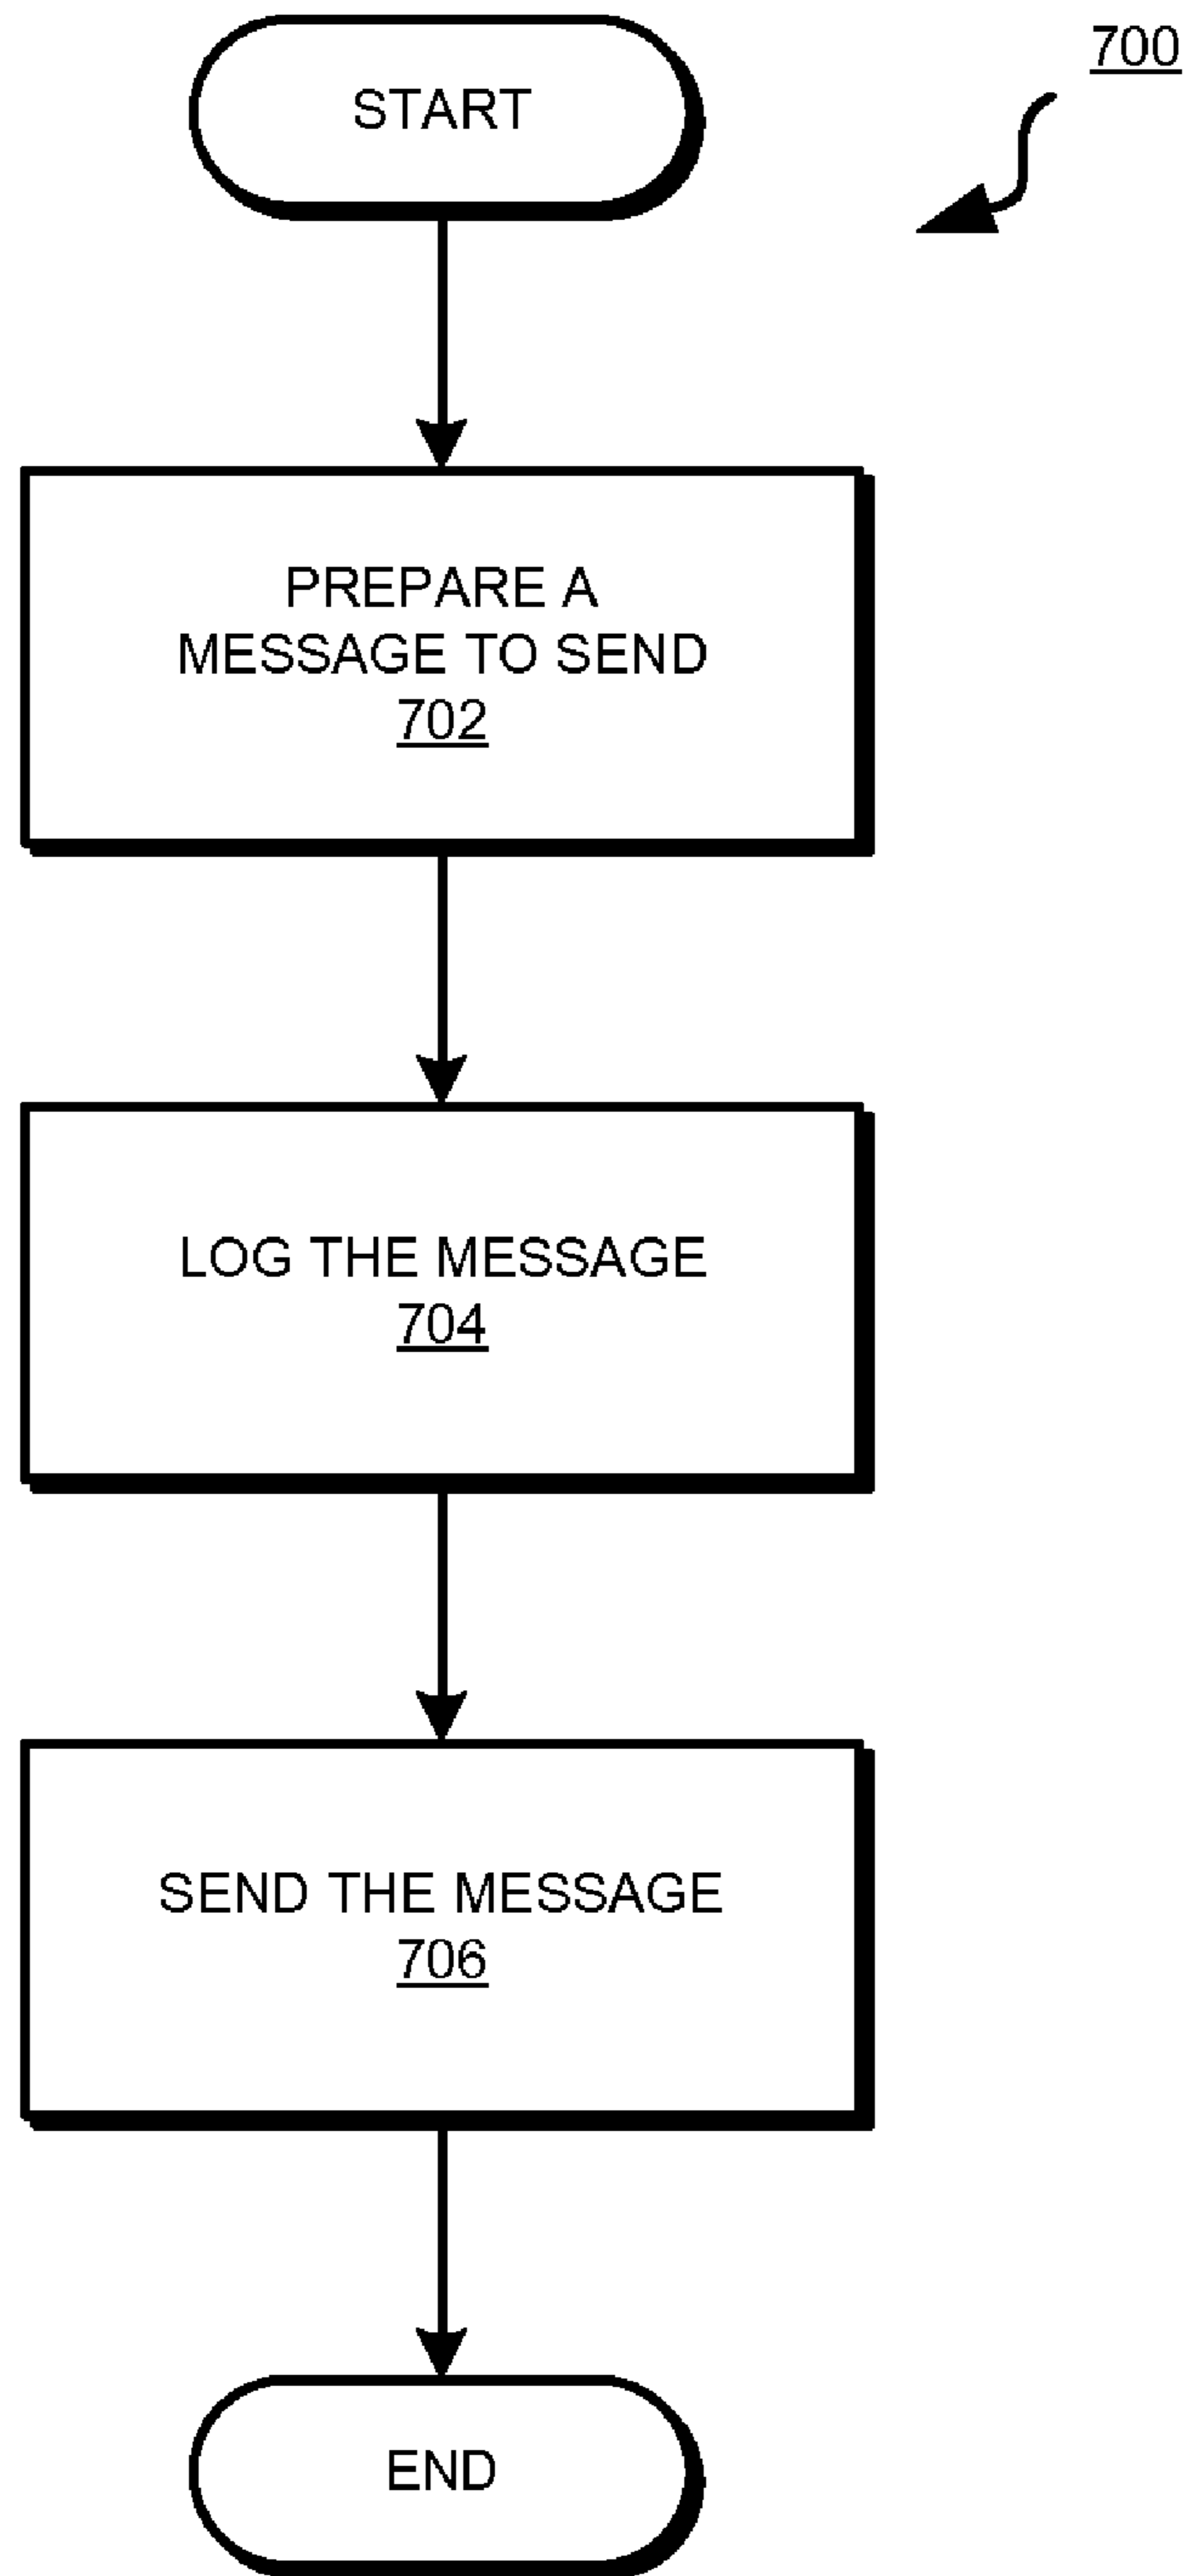 START
700
PREPARE A
MESSAGE TO SEND
702
LOG THE MESSAGE
704
SEND THE MESSAGE
706
END